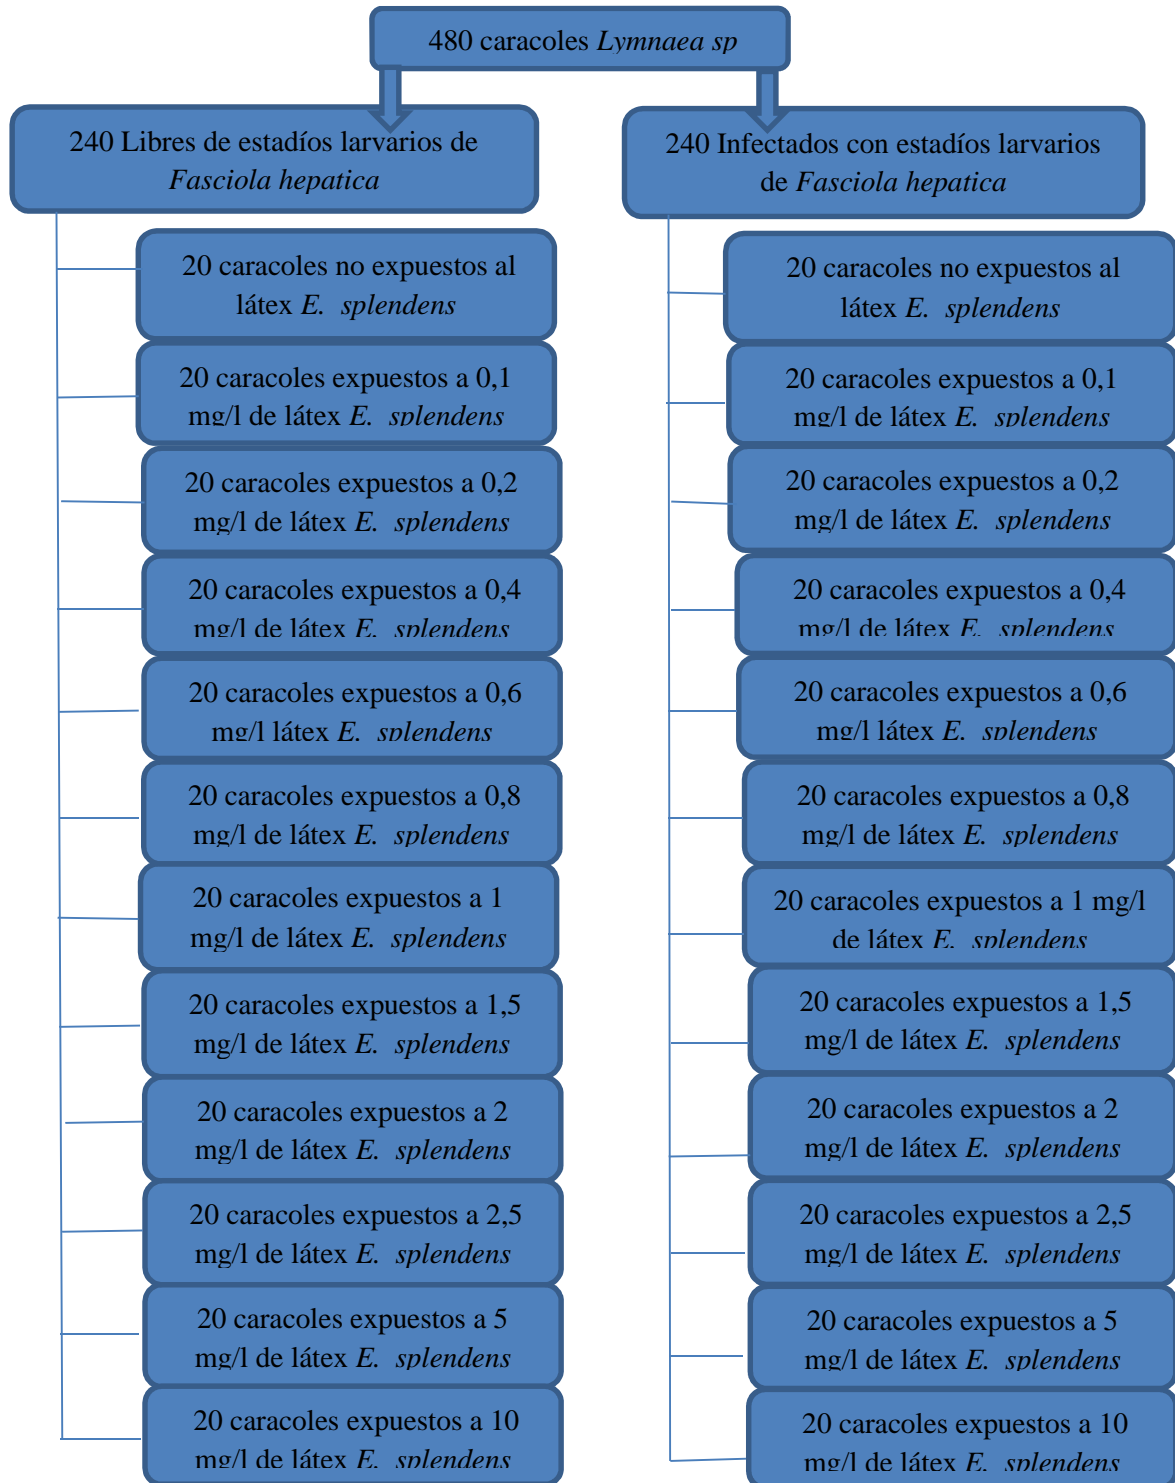 480 caracoles Lymnaea sp
240 Libres de estadíos larvarios de
Fasciola hepatica
20 caracoles no expuestos al
látex E. splendens
20 caracoles expuestos a 0,1
mg/l de látex E. splendens
20 caracoles expuestos a 0,2
mg/l de látex E. splendens
20 caracoles expuestos a 0,4
mg/l de látex E. splendens
20 caracoles expuestos a 0,6
mg/l látex E. splendens
20 caracoles expuestos a 0,8
mg/l de látex E. splendens
20 caracoles expuestos a 1
mg/l de látex E. splendens
20 caracoles expuestos a 1,5
mg/l de látex E. splendens
20 caracoles expuestos a 2
mg/l de látex E. splendens
20 caracoles expuestos a 2,5
mg/l de látex E. splendens
20 caracoles expuestos a 5
mg/l de látex E. splendens
20 caracoles expuestos a 10
mg/l de látex E. splendens
240 Infectados con estadíos larvarios
de Fasciola hepatica
20 caracoles no expuestos al
látex E. splendens
20 caracoles expuestos a 0,1
mg/l de látex E. splendens
20 caracoles expuestos a 0,2
mg/l de látex E. splendens
20 caracoles expuestos a 0,4
mg/l de látex E. splendens
20 caracoles expuestos a 0,6
mg/l látex E. splendens
20 caracoles expuestos a 0,8
mg/l de látex E. splendens
20 caracoles expuestos a 1 mg/l
de látex E. splendens
20 caracoles expuestos a 1,5
mg/l de látex E. splendens
20 caracoles expuestos a 2
mg/l de látex E. splendens
20 caracoles expuestos a 2,5
mg/l de látex E. splendens
20 caracoles expuestos a 5
mg/l de látex E. splendens
20 caracoles expuestos a 10
mg/l de látex E. splendens